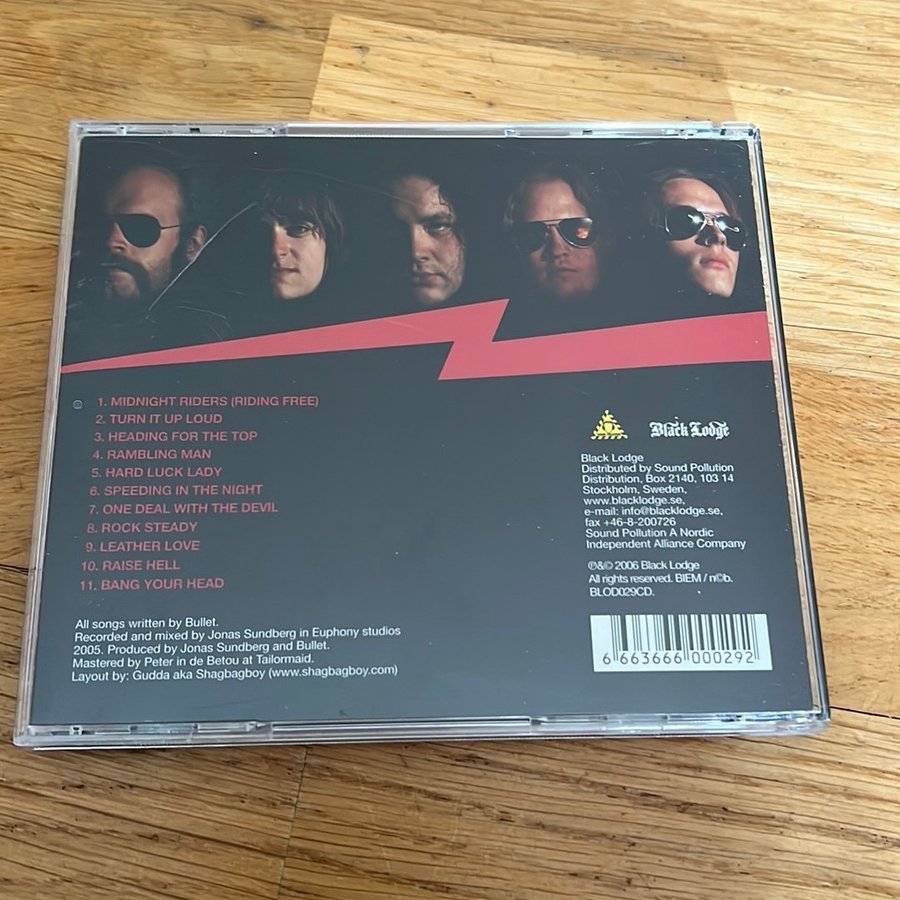 1. MIDNIGHT RIDERS (RIDING FREE)
2. TURN IT UP LOUD
3. HEADING FOR THE TOP
4. RAMBLING MAN
5. HARD LUCK LADY
6. SPEEDING IN THE NIGHT
7. ONE DEAL WITH THE DEVIL
8. ROCK STEADY
9. LEATHER LOVE
10. RAISE HELL
11. BANG YOUR HEAD
All songs written by Bullet.
Recorded and mixed by Jonas Sundberg in Euphony studios
2005. Produced by Jonas Sundberg and Bullet.
Mastered by Peter in de Betou at Tailormaid.
Layout by: Gudda aka Shagbagboy (www.shagbagboy.com)
Black Lodge
Black Lodge
Distributed by Sound Pollution
Distribution, Box 2140, 103 14
Stockholm, Sweden,
www.blacklodge.se,
e-mail: info@blacklodge.se,
fax +46-8-200726
Sound Pollution A Nordic
Independent Alliance Company
℗&© 2006 Black Lodge
All rights reserved. BIEM / n©b.
BLOD029CD.
6 663666 000292